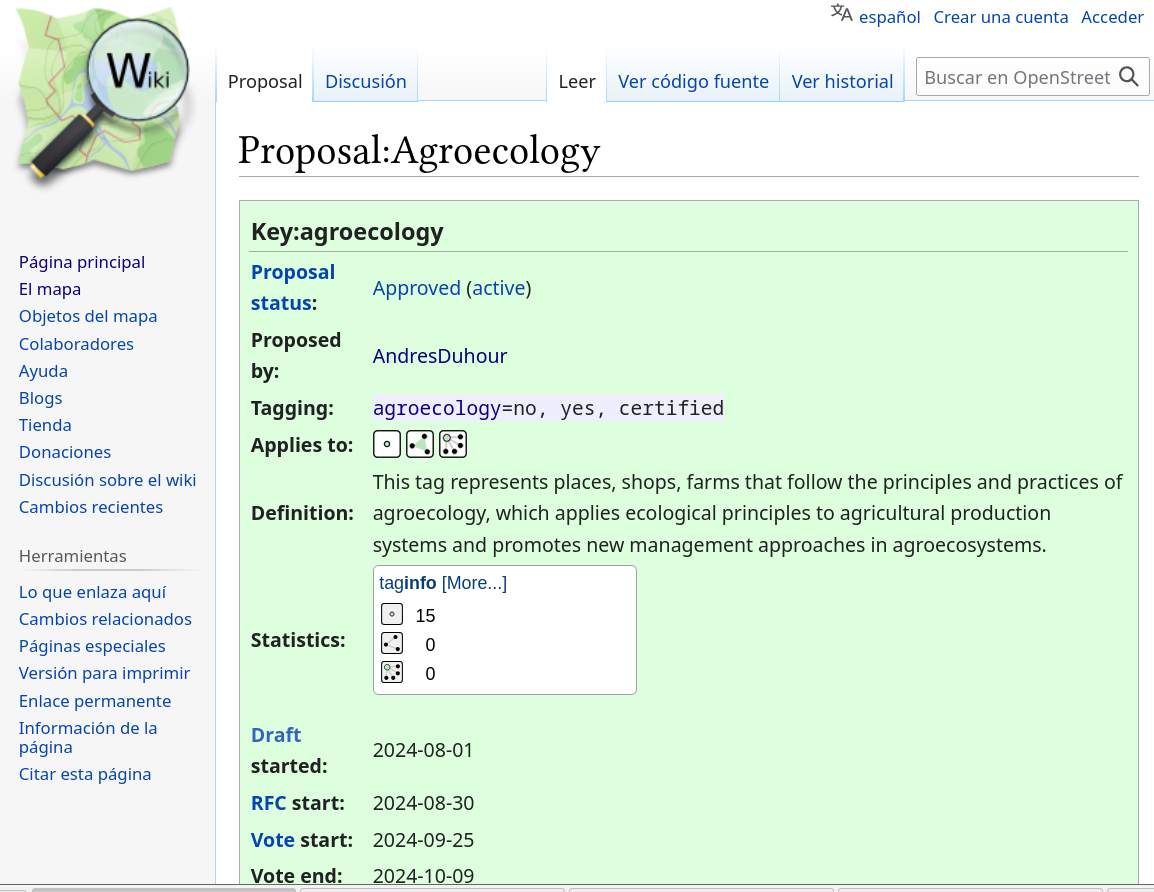 español Crear una cuenta Acceder
Wiki
Proposal Discusión Leer Ver código fuente Ver historial Buscar en OpenStreet
Proposal:Agroecology
Página principal
El mapa
Objetos del mapa
Colaboradores
Ayuda
Blogs
Tienda
Donaciones
Discusión sobre el wiki
Cambios recientes
Herramientas
Lo que enlaza aquí
Cambios relacionados
Páginas especiales
Versión para imprimir
Enlace permanente
Información de la
página
Citar esta página
Key:agroecology
Proposal
status:
Approved (active)
Proposed
by:
AndresDuhour
Tagging: agroecology=no, yes, certified
Applies to:
Definition:
This tag represents places, shops, farms that follow the principles and practices of
agroecology, which applies ecological principles to agricultural production
systems and promotes new management approaches in agroecosystems.
Statistics:
taginfo [More...]
15
0
0
Draft
started:
2024-08-01
RFC start: 2024-08-30
Vote start: 2024-09-25
Vote end: 2024-10-09